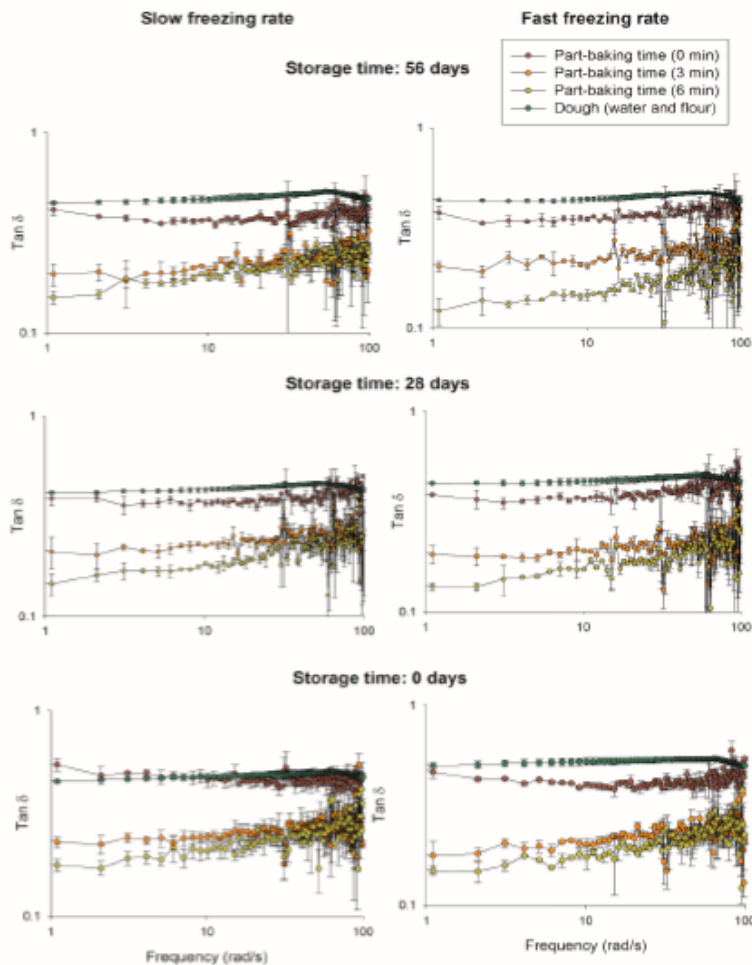 Slow freezing rate
Fast freezing rate
Part-baking time (0 min)
Part-baking time (3 min)
Part-baking time (6 min)
Dough (water and flour)
Storage time: 56 days
1
Tan δ
0.1
1
10
100
1
Tan δ
0.1
1
10
100
Storage time: 28 days
1
Tan δ
0.1
1
10
100
1
Tan δ
0.1
1
10
100
Storage time: 0 days
1
Tan δ
0.1
1
10
100
Frequency (rad/s)
1
Tan δ
0.1
1
10
100
Frequency (rad/s)